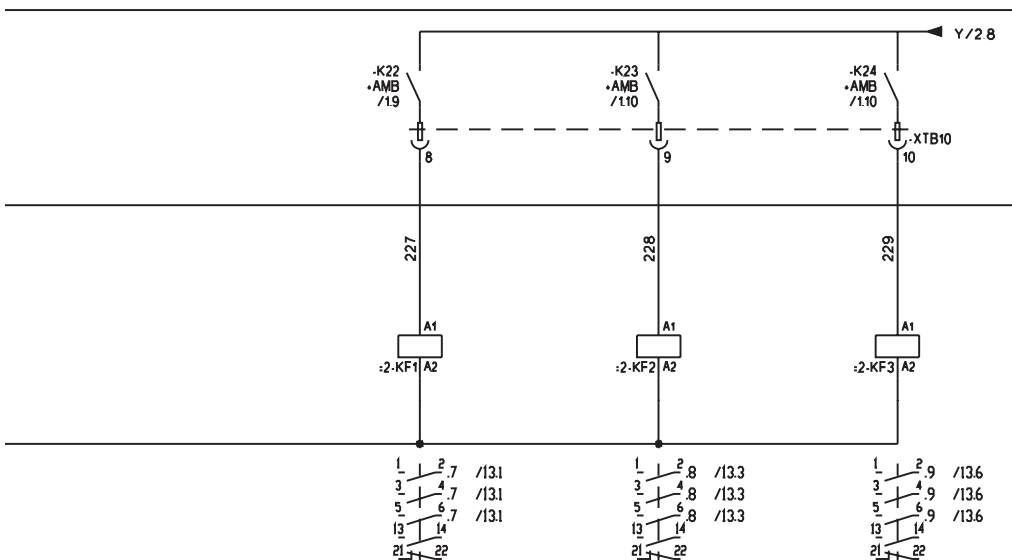 Y/2.8
-K22
+AMB
/1.9
-K23
+AMB
/1.10
-K24
+AMB
/1.10
-XTB10
8
9
10
227
228
229
A1
A1
A1
=2-KF1 A2
=2-KF2 A2
=2-KF3 A2
1 2 .7 /13.1
3 4 .7 /13.1
5 6 .7 /13.1
13 14
21 22
1 2 .8 /13.3
3 4 .8 /13.3
5 6 .8 /13.3
13 14
21 22
1 2 .9 /13.6
3 4 .9 /13.6
5 6 .9 /13.6
13 14
21 22